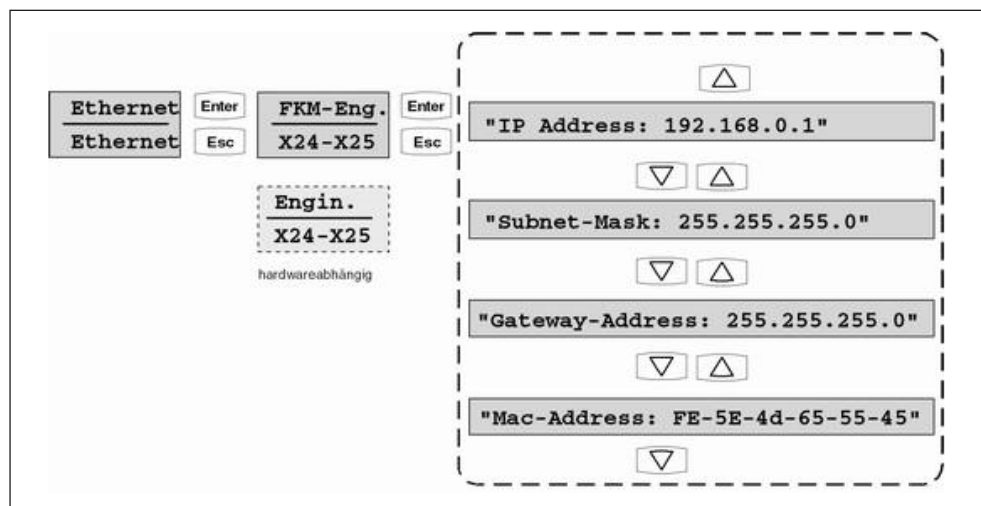 Ethernet
Ethernet
Enter
Esc
FKM-Eng.
X24-X25
Enter
Esc
Engin.
X24-X25
hardwareabhängig
"IP Address: 192.168.0.1"
"Subnet-Mask: 255.255.255.0"
"Gateway-Address: 255.255.255.0"
"Mac-Address: FE-5E-4d-65-55-45"